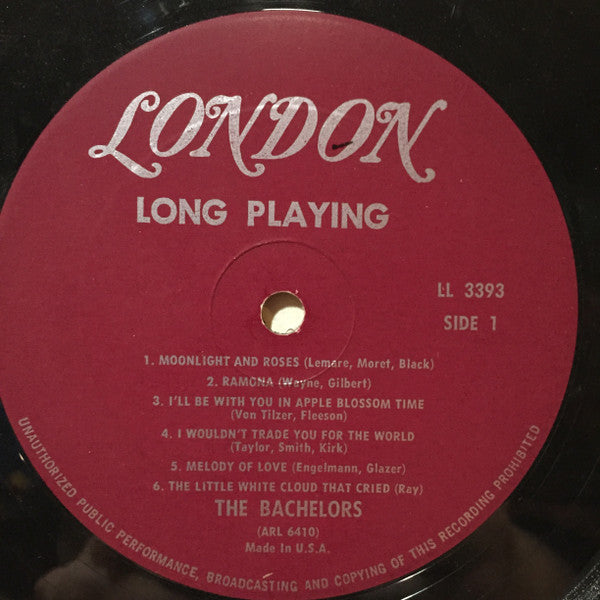 LONDON
LONG PLAYING
LL 3393
SIDE 1
1. MOONLIGHT AND ROSES (Lemare, Moret, Black)
2. RAMONA (Wayne, Gilbert)
3. I'LL BE WITH YOU IN APPLE BLOSSOM TIME
(Von Tilzer, Fleeson)
4. I WOULDN'T TRADE YOU FOR THE WORLD
(Taylor, Smith, Kirk)
5. MELODY OF LOVE (Engelmann, Glazer)
6. THE LITTLE WHITE CLOUD THAT CRIED (Ray)
THE BACHELORS
(ARL 6410)
Made In U.S.A.
UNAUTHORIZED PUBLIC PERFORMANCE, BROADCASTING AND COPYING OF THIS RECORDING PROHIBITED